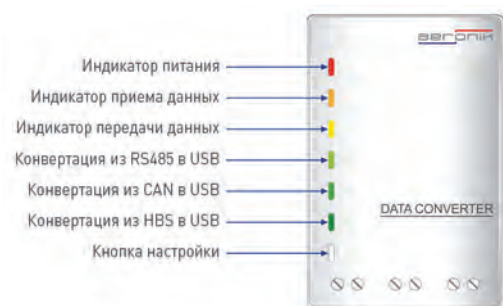 aeronik
Индикатор питания
Индикатор приема данных
Индикатор передачи данных
Конвертация из RS485 в USB
Конвертация из CAN в USB
Конвертация из HBS в USB
DATA CONVERTER
Кнопка настройки